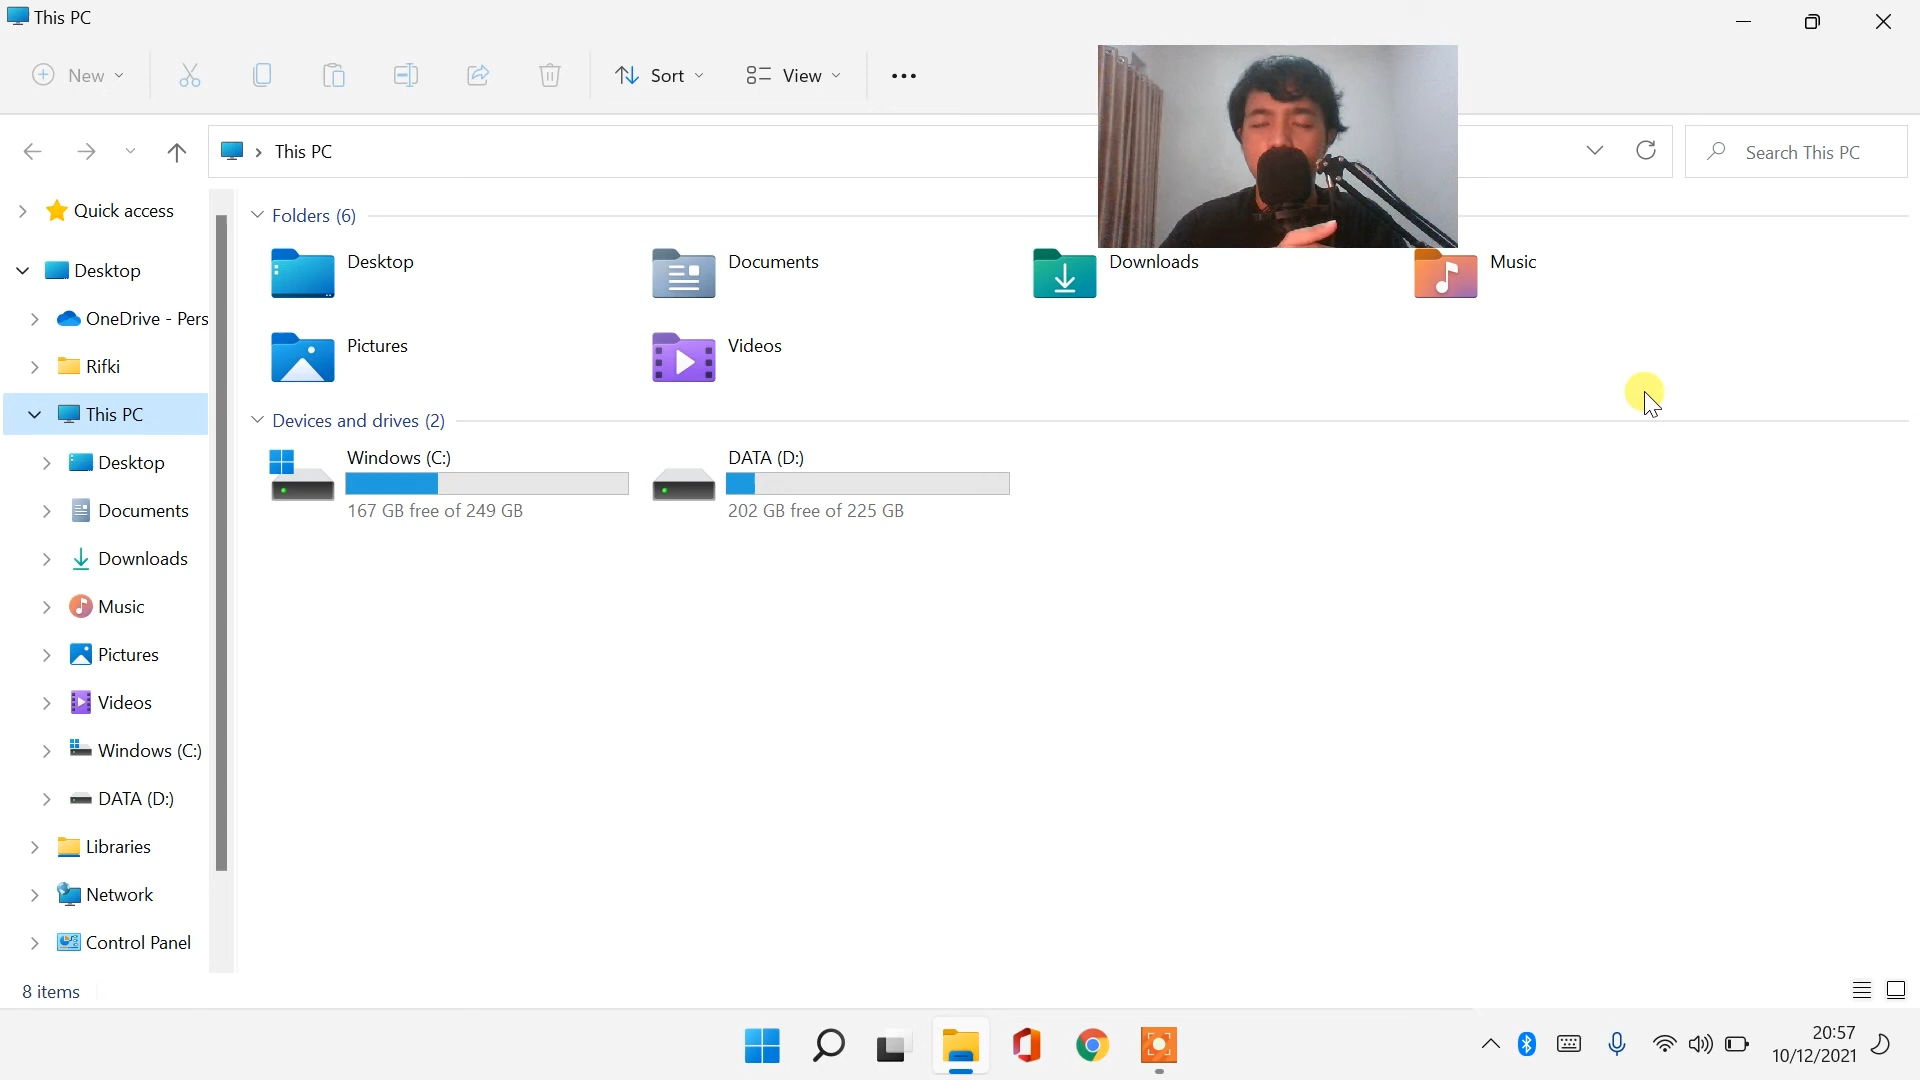 This PC
New
Sort
View
This PC
Search This PC
Quick access
Desktop
OneDrive - Pers
Rifki
This PC
Desktop
Documents
Downloads
Music
Pictures
Videos
Windows (C:)
DATA (D:)
Libraries
Network
Control Panel
Folders (6)
Desktop
Documents
Downloads
Music
Pictures
Videos
Devices and drives (2)
Windows (C:)
167 GB free of 249 GB
DATA (D:)
202 GB free of 225 GB
8 items
20:57
10/12/2021